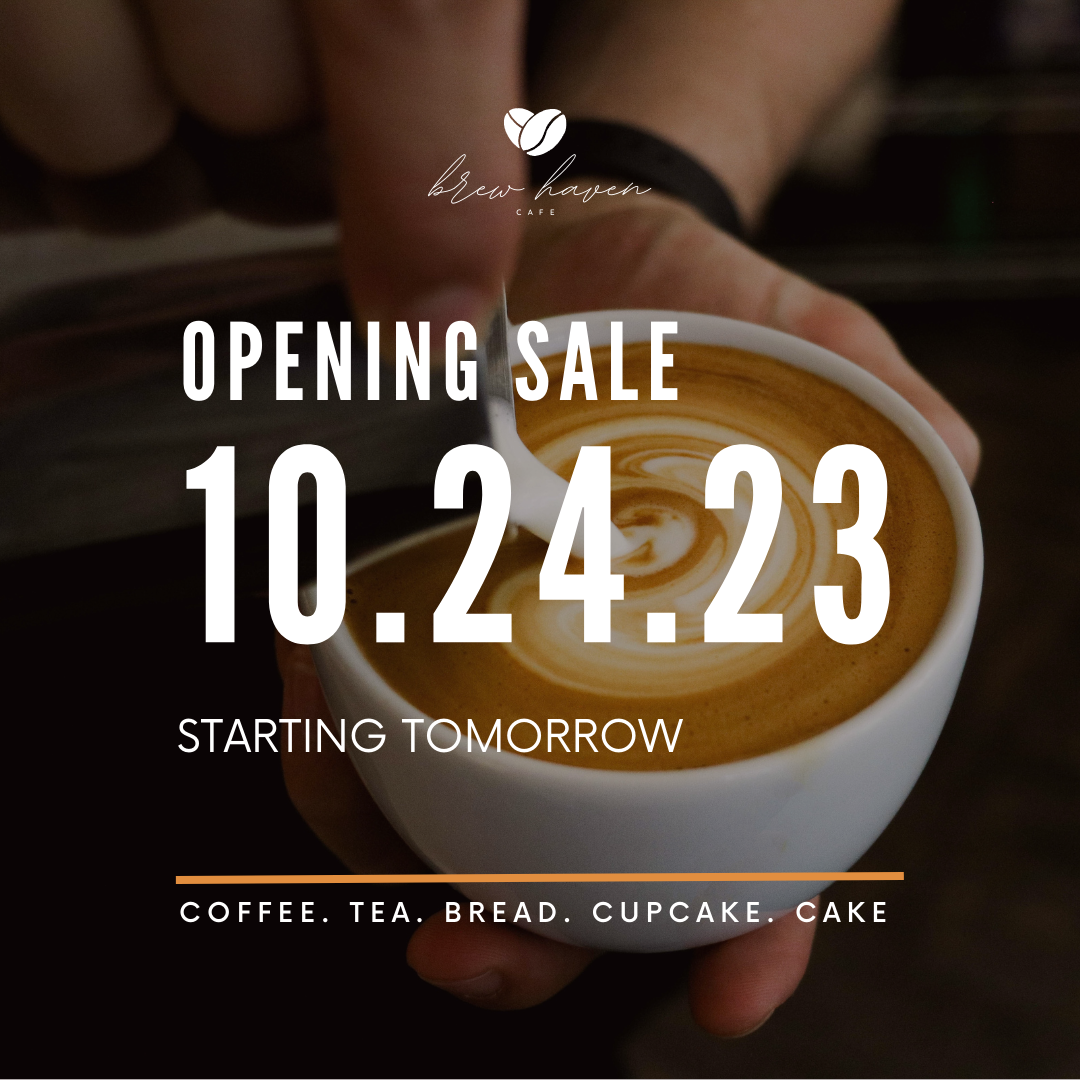 brew haven
CAFE
OPENING SALE
10.24.23
STARTING TOMORROW
COFFEE. TEA. BREAD. CUPCAKE. CAKE